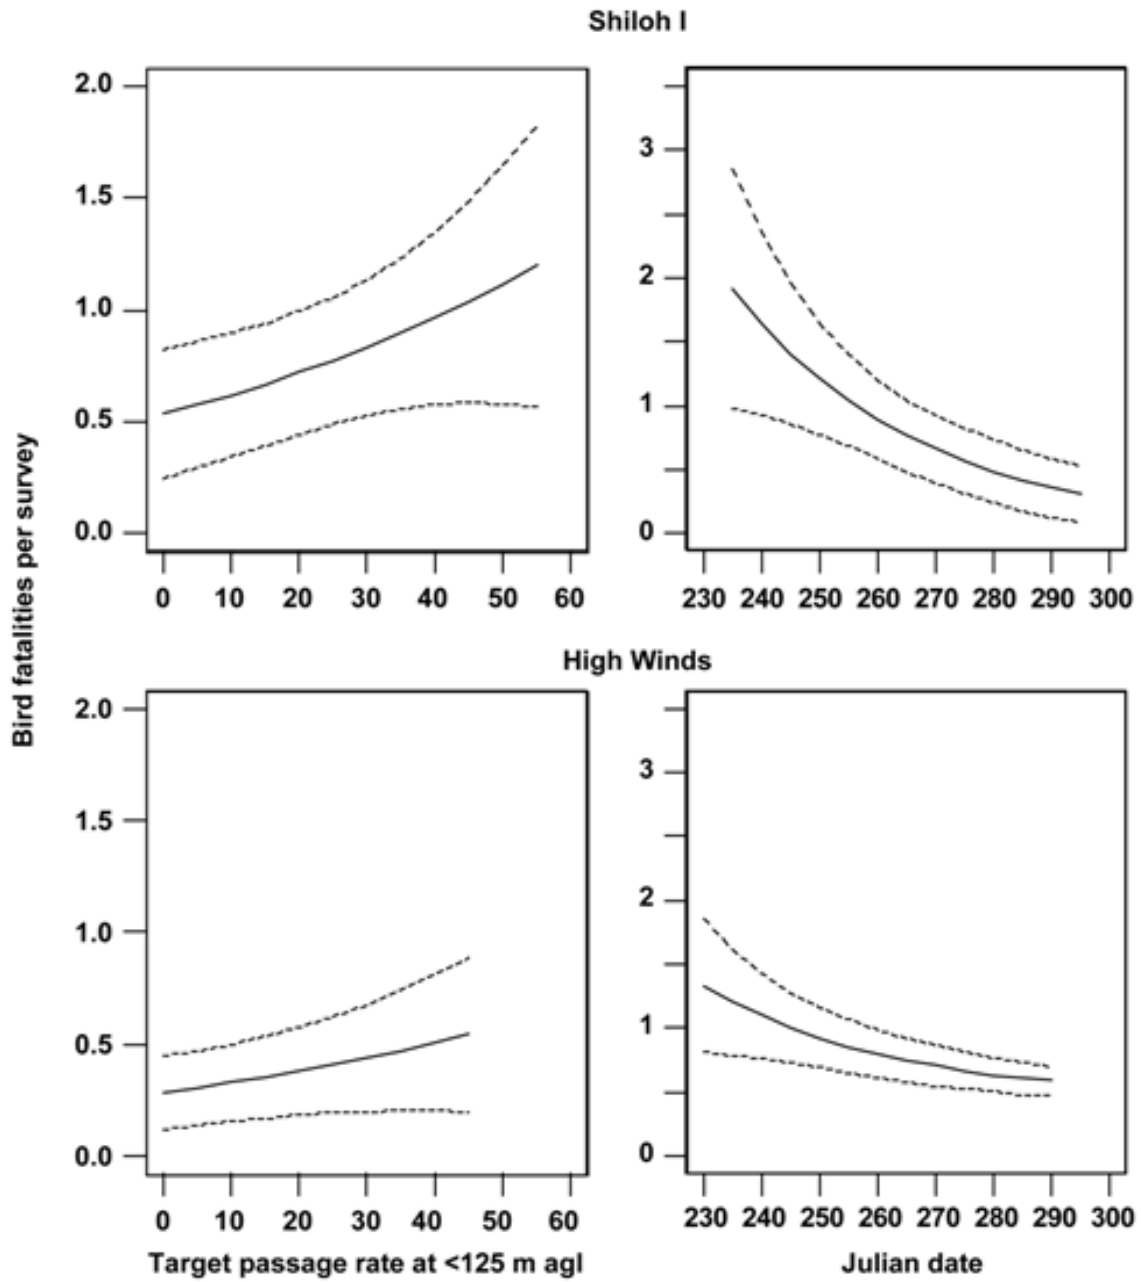 Shiloh I
2.0
1.5
1.0
0.5
0.0
0 10 20 30 40 50 60
3
2
1
0
230 240 250 260 270 280 290 300
Bird fatalities per survey
High Winds
2.0
1.5
1.0
0.5
0.0
0 10 20 30 40 50 60
Target passage rate at <125 m agl
3
2
1
0
230 240 250 260 270 280 290 300
Julian date